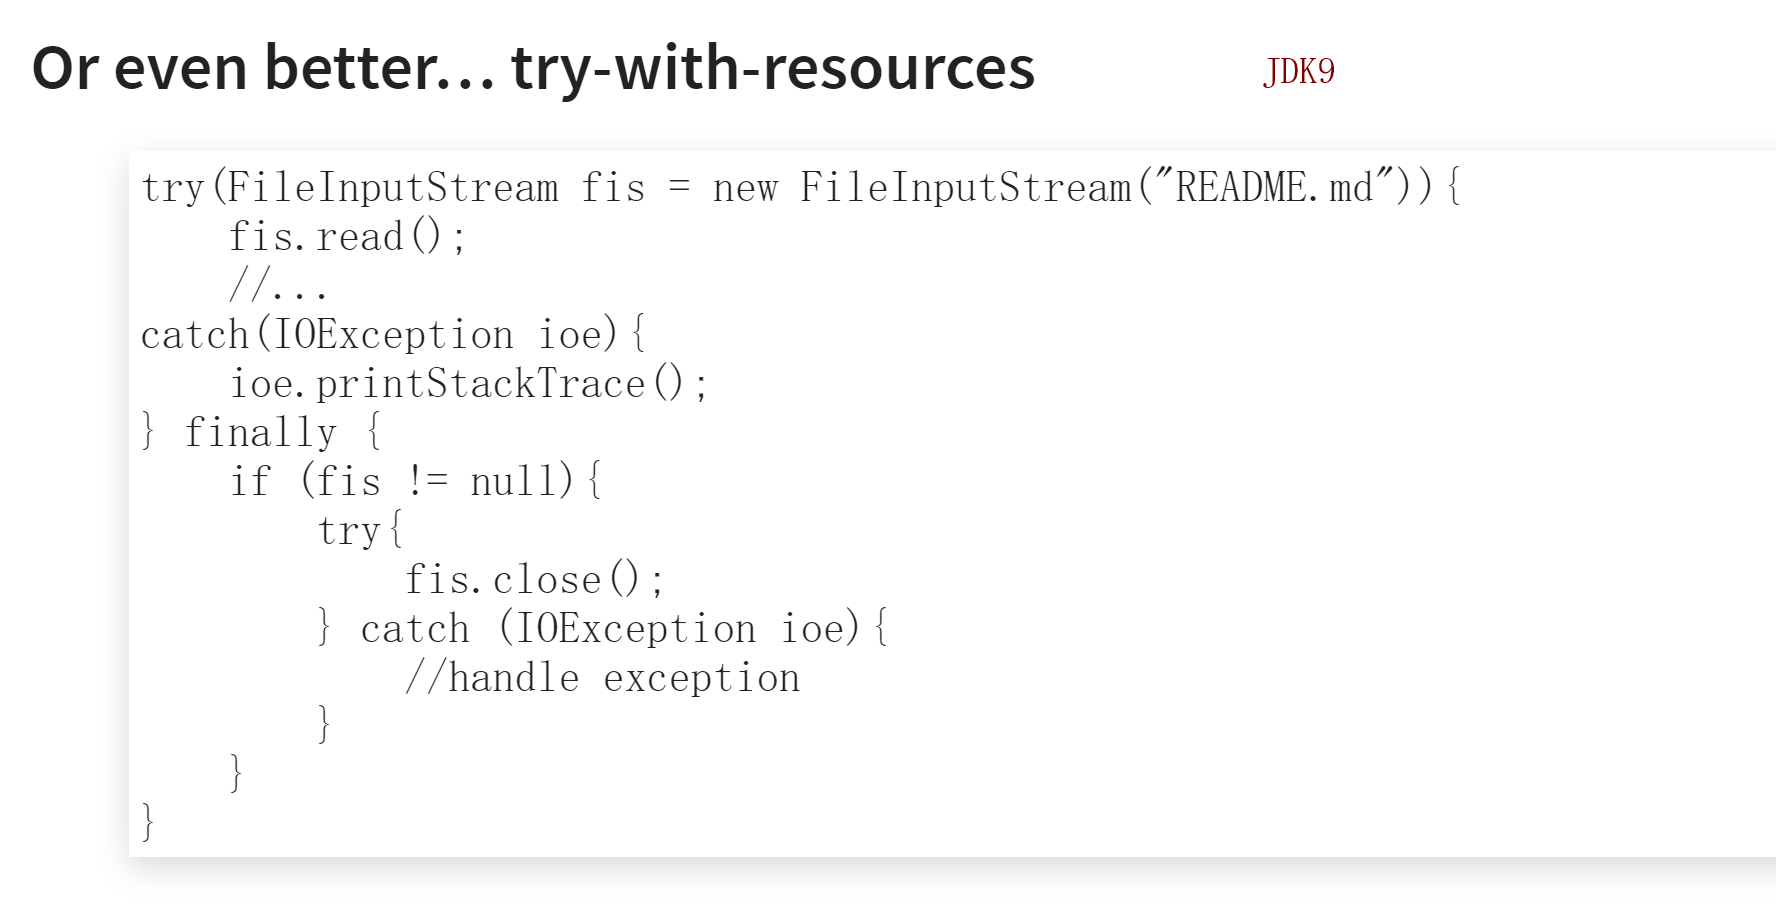 Or even better... try-with-resources JDK9
try(FileInputStream fis = new FileInputStream("README.md")){
    fis.read();
    //...
catch(IOException ioe){
    ioe.printStackTrace();
} finally {
    if (fis != null){
        try{
            fis.close();
        } catch (IOException ioe){
            //handle exception
        }
    }
}